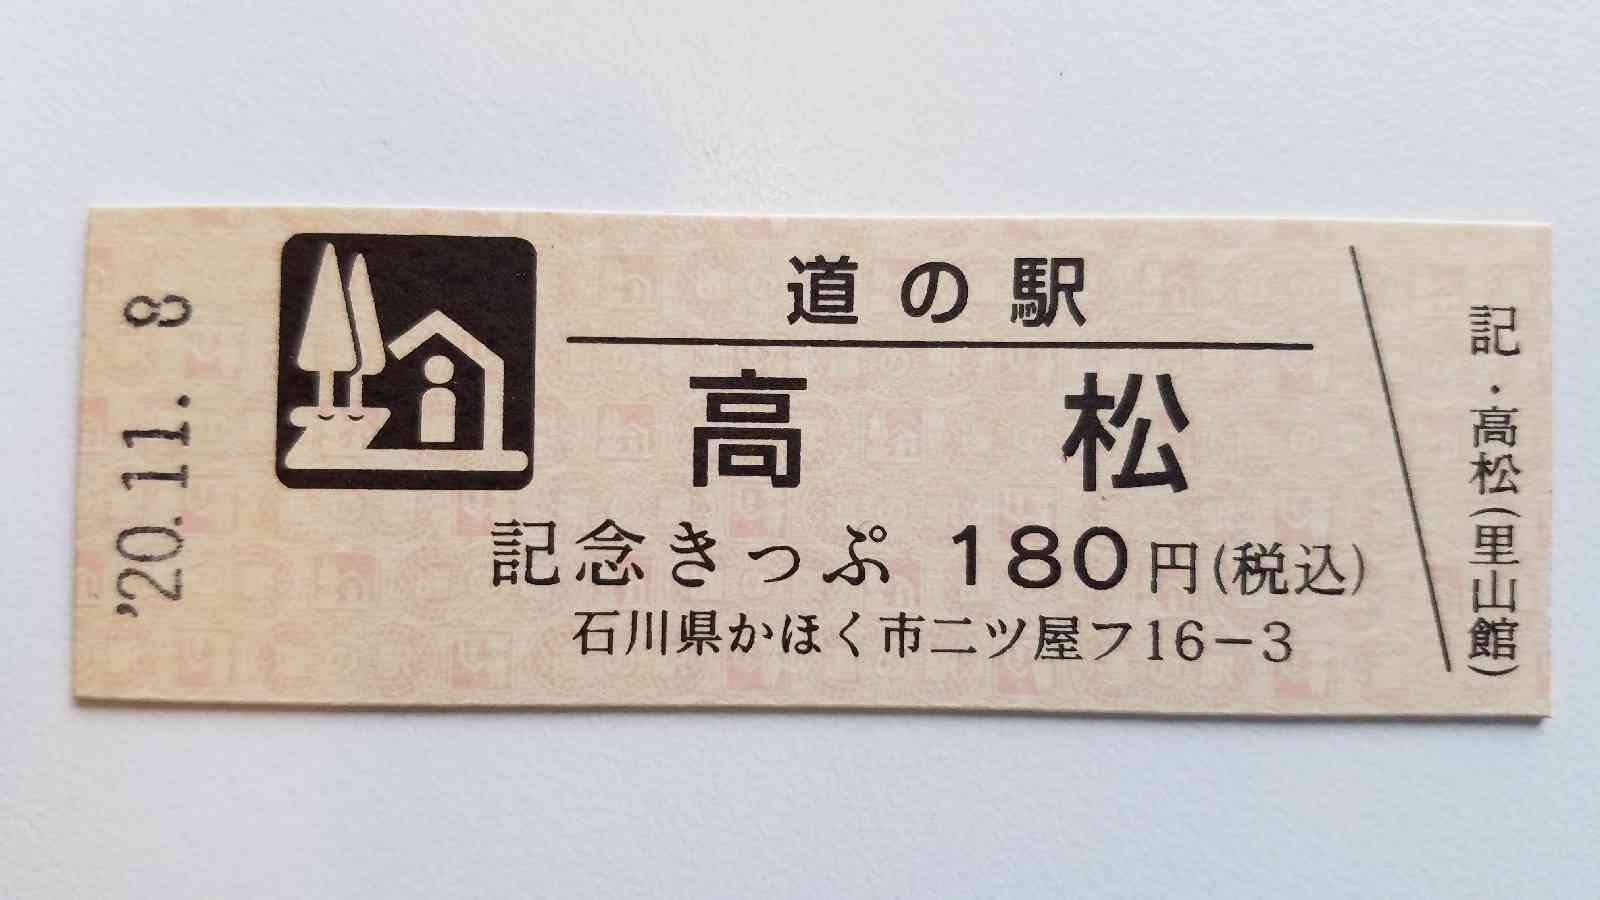 '20.11.8
道の駅
高松
記念きっぷ 180円(税込)
石川県かほく市二ツ屋フ16－3
記・高松(里山館)